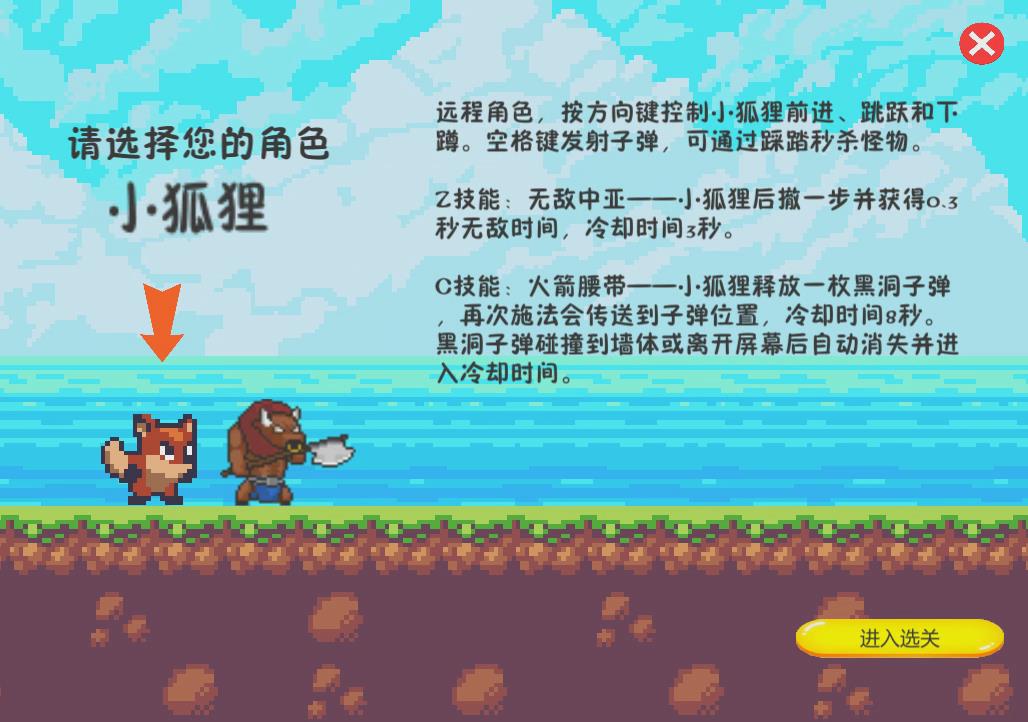 请选择您的角色
小狐狸
远程角色，按方向键控制小狐狸前进、跳跃和下
蹲。空格键发射子弹，可通过踩踏秒杀怪物。
Z技能：无敌中亚——小狐狸后撤一步并获得0.3
秒无敌时间，冷却时间3秒。
C技能：火箭腰带——小狐狸释放一枚黑洞子弹
，再次施法会传送到子弹位置，冷却时间8秒。
黑洞子弹碰撞到墙体或离开屏幕后自动消失并进
入冷却时间。
进入选关